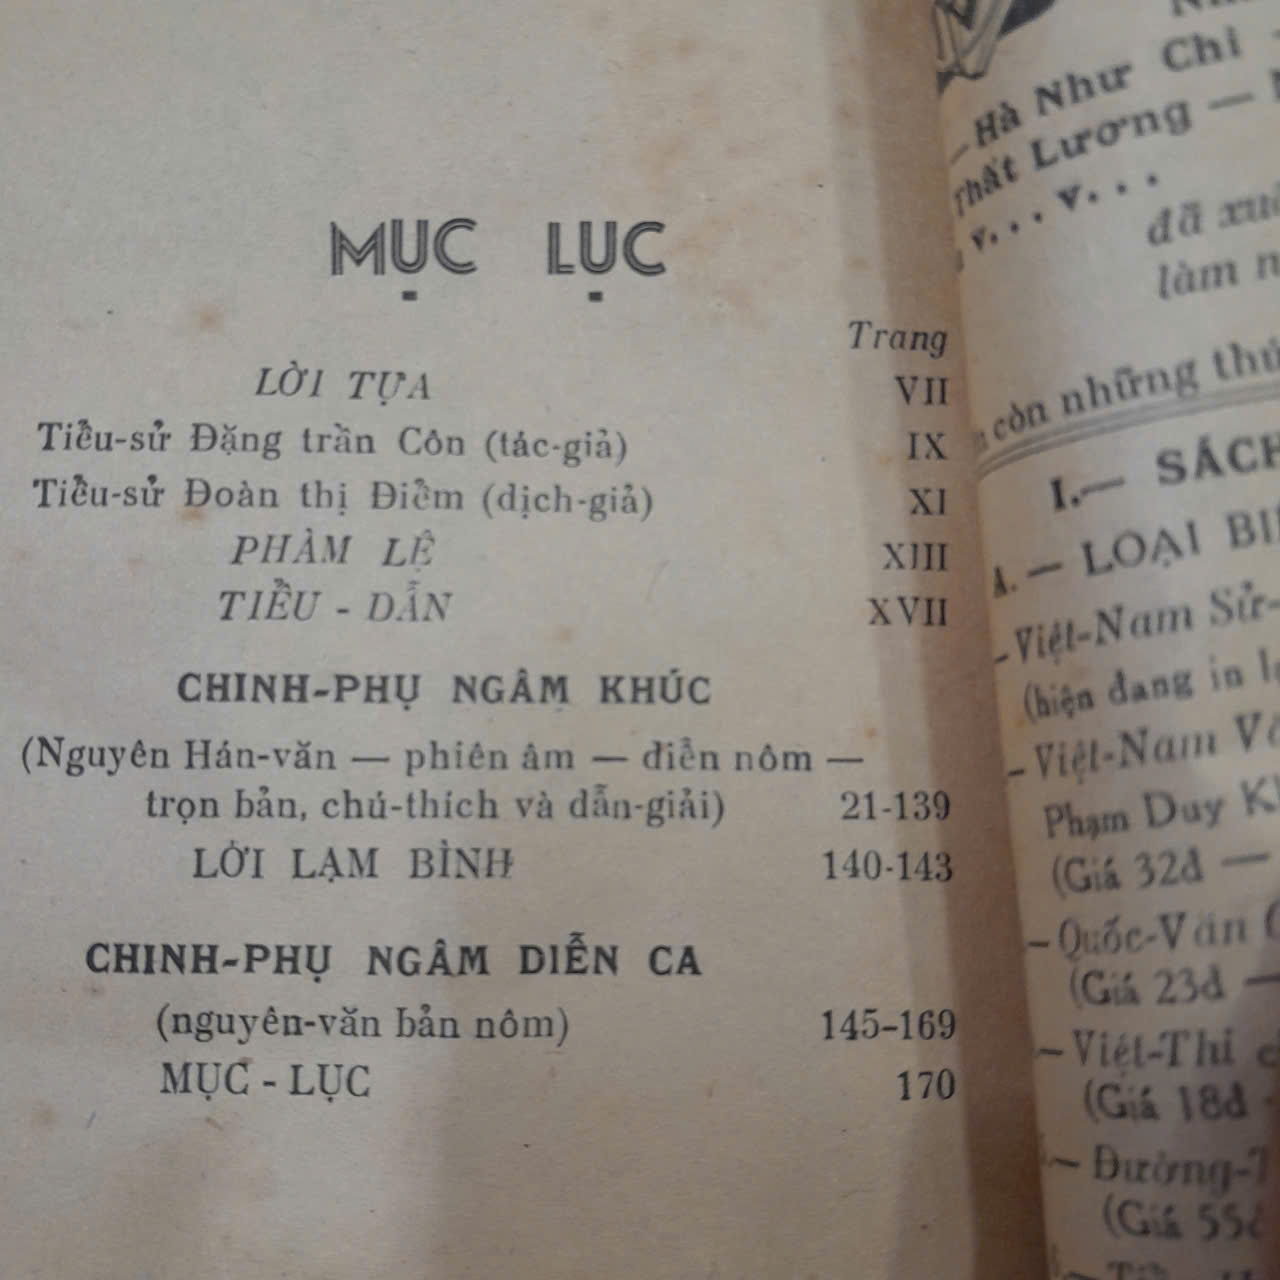 MỤC LỤC
Trang
LỜI TỰA VII
Tiểu-sử Đặng trần Côn (tác-giả) IX
Tiểu-sử Đoàn thị Điểm (dịch-giả) XI
PHÀM LỆ XIII
TIỂU - DẪN XVII
CHINH-PHỤ NGÂM KHÚC
(Nguyên Hán-văn — phiên âm — diễn nôm —
trọn bản, chú-thích và dẫn-giải) 21-139
LỜI LẠM BÌNH 140-143
CHINH-PHỤ NGÂM DIỄN CA
(nguyên-văn bản nôm) 145-169
MỤC - LỤC 170
— Hà Như Chi
Thất Lương —
v... v...
đã
làm
còn những
I.— SÁCH
A.— LOẠI
— Việt-Nam Sử-
(hiện đang in
— Việt-Nam
Phạm Duy
(Giá 32đ —
— Quốc-Văn
(Giá 23đ —
— Việt-Thi
(Giá 18đ
— Đường-
(Giá 55đ